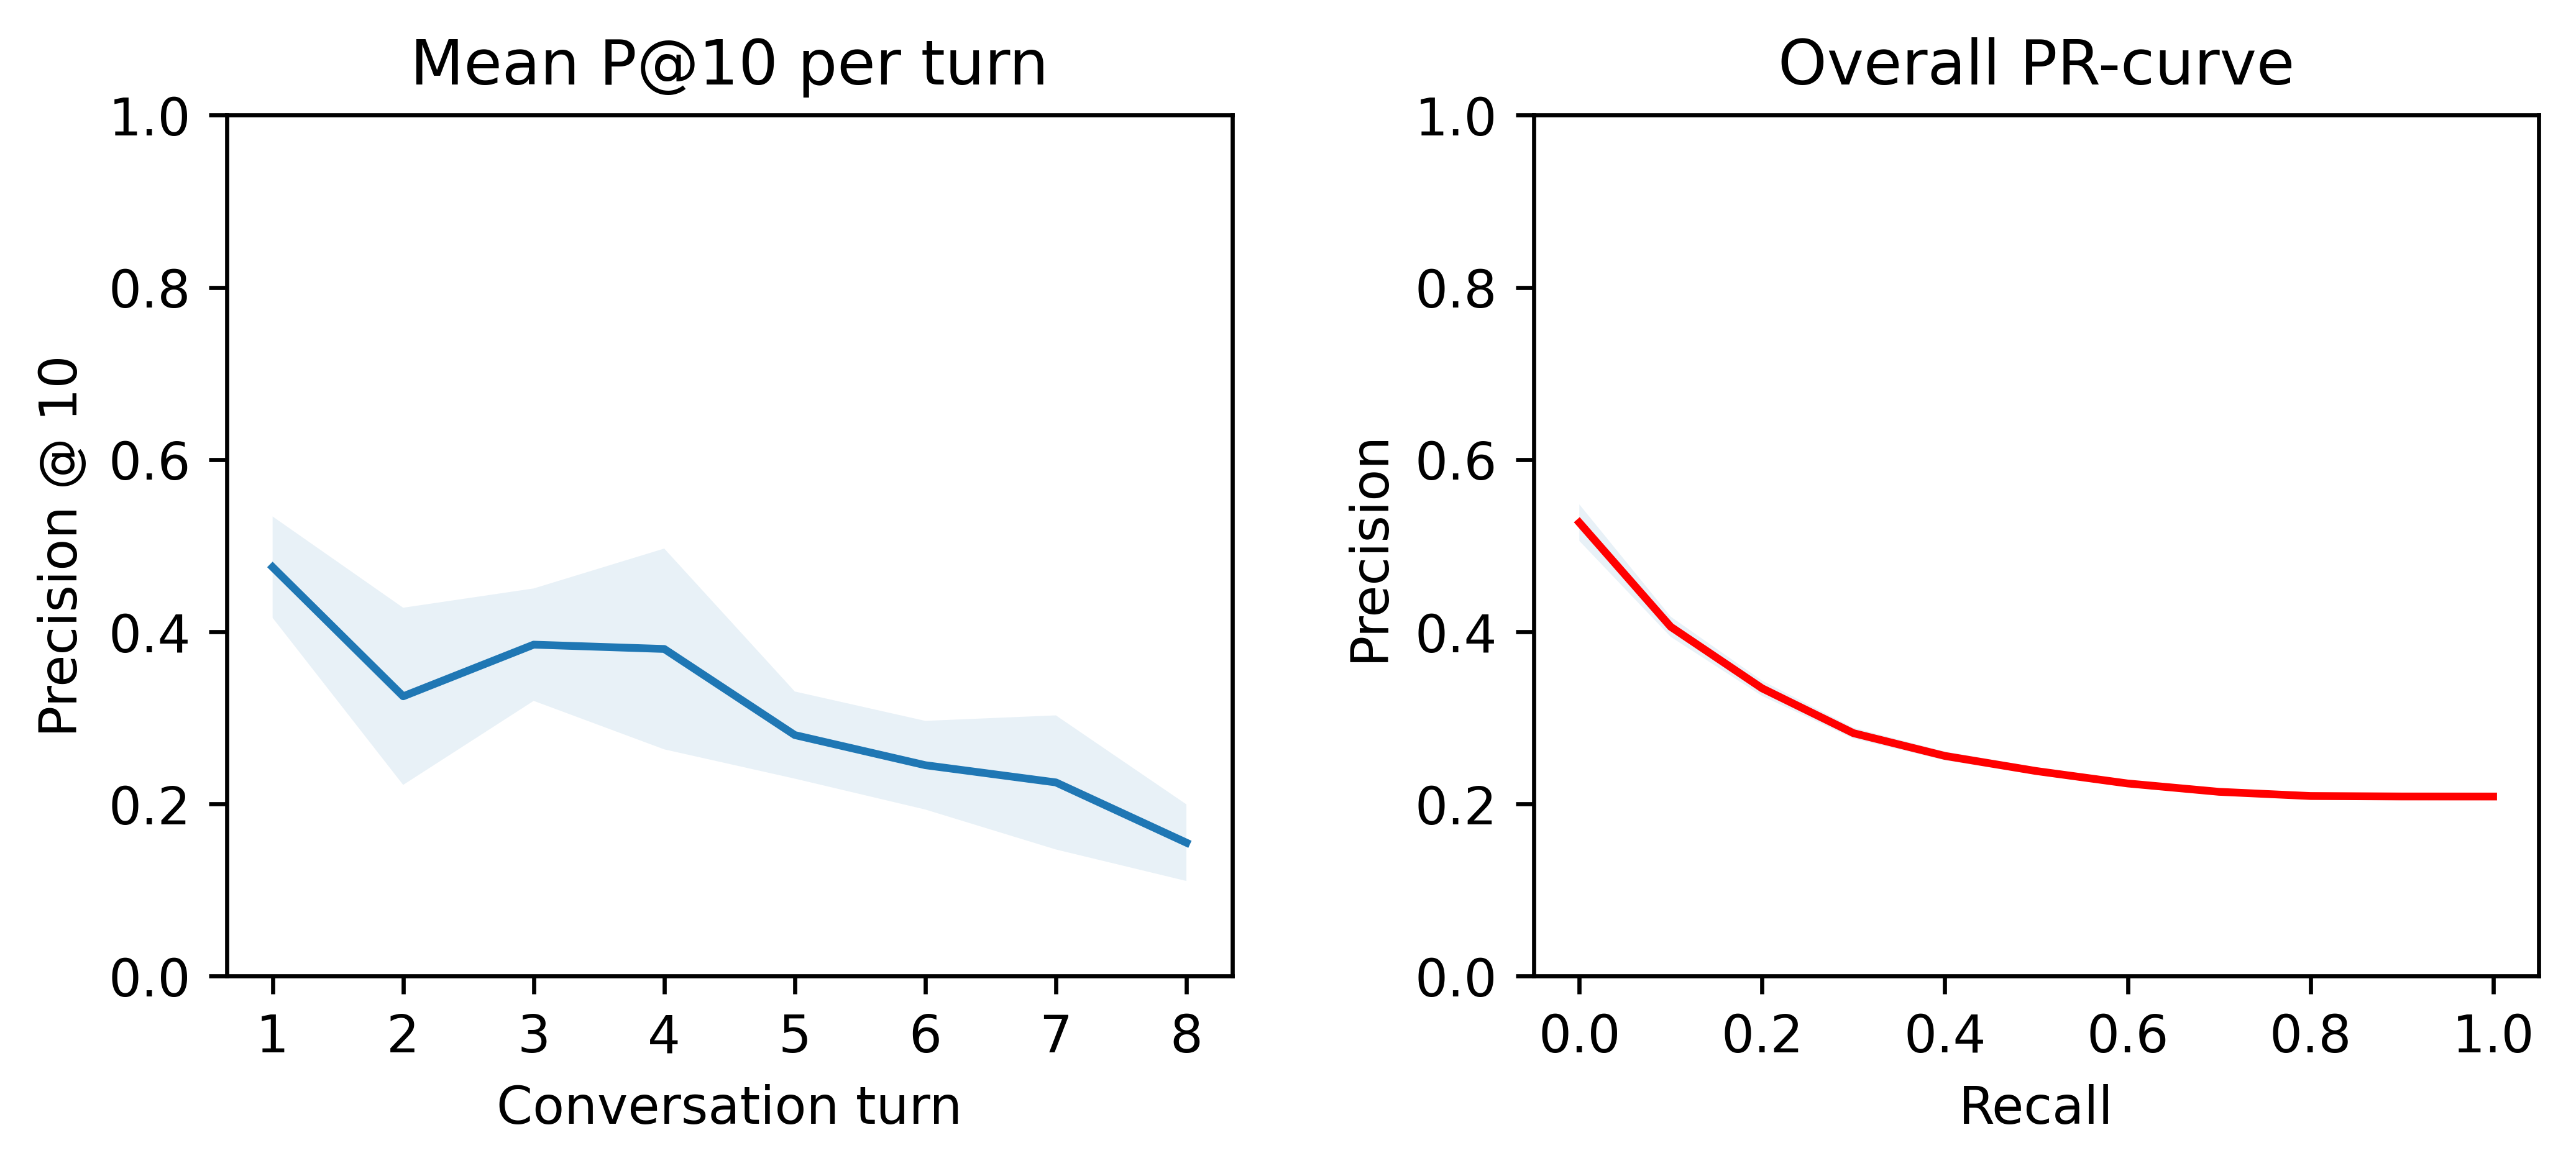 Mean P@10 per turn
Precision @ 10
1.0
0.8
0.6
0.4
0.2
0.0
1 2 3 4 5 6 7 8
Conversation turn
Overall PR-curve
Precision
1.0
0.8
0.6
0.4
0.2
0.0
0.0 0.2 0.4 0.6 0.8 1.0
Recall